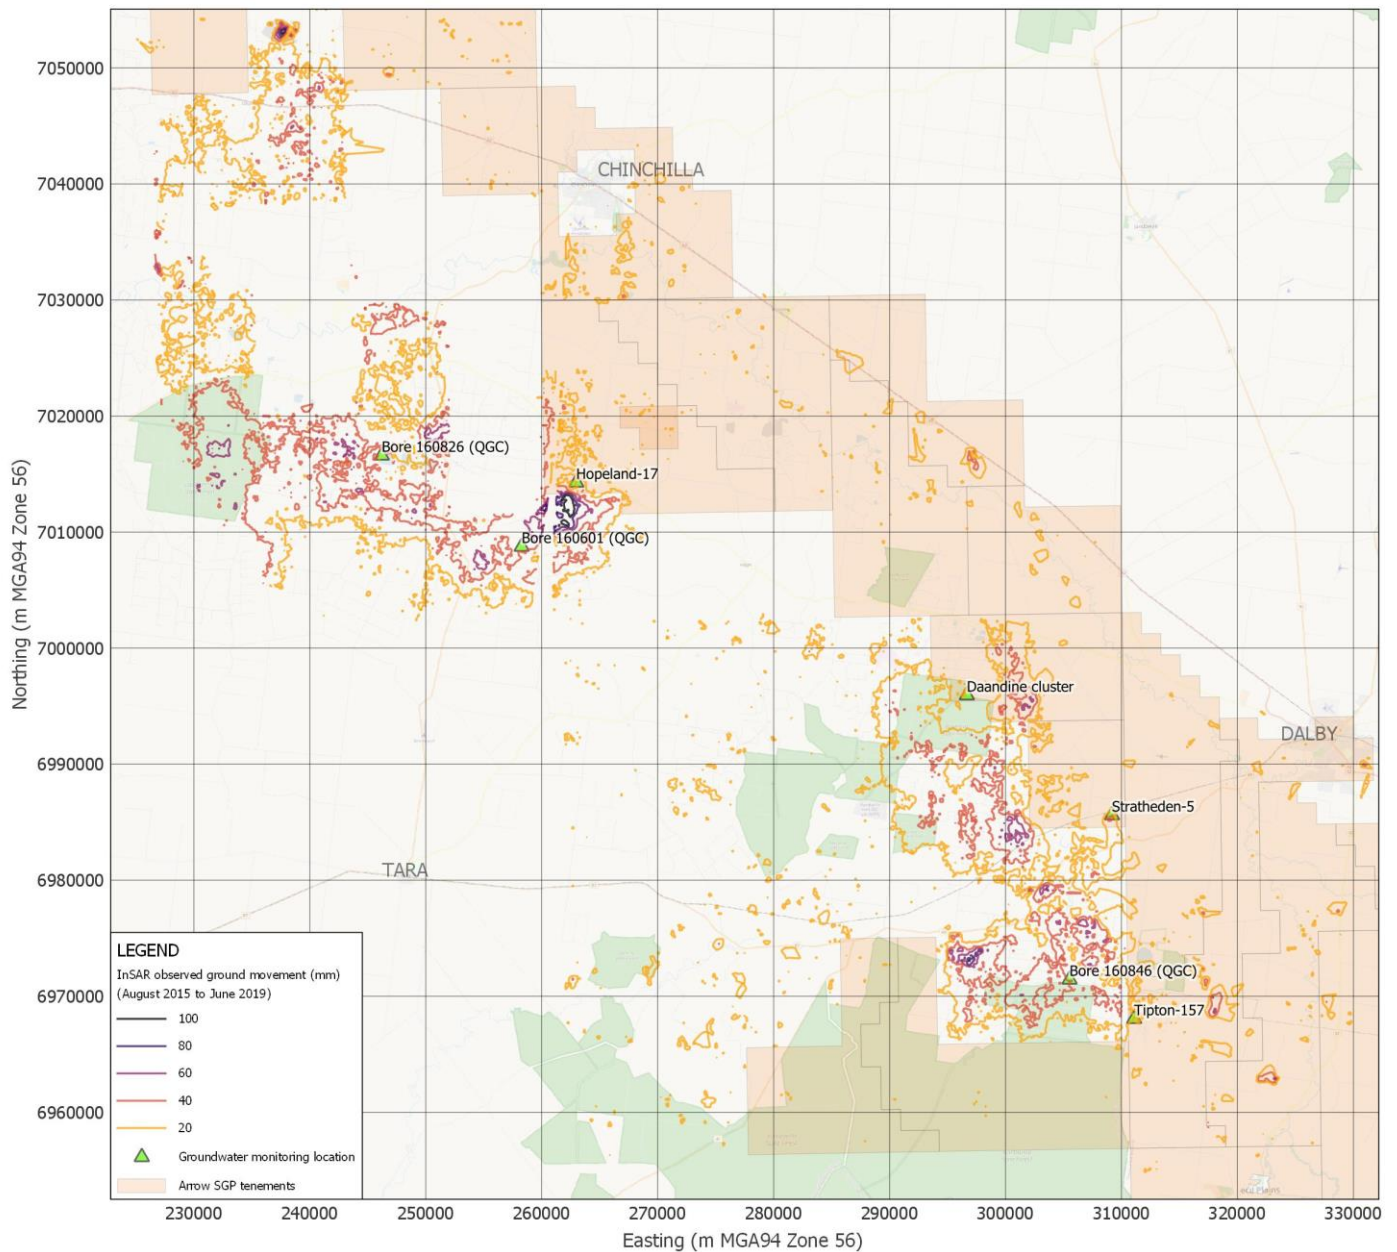 7050000
7040000
7030000
7020000
7010000
7000000
6990000
6980000
6970000
6960000
Northing (m MGA94 Zone 56)
CHINCHILLA
Bore 160826 (QGC)
Hopeland-17
Bore 160601 (QGC)
Daandine cluster
DALBY
Stratheden-5
TARA
Bore 160846 (QGC)
Tipton-157
LEGEND
InSAR observed ground movement (mm)
(August 2015 to June 2019)
100
80
60
40
20
Groundwater monitoring location
Arrow SGP tenements
230000 240000 250000 260000 270000 280000 290000 300000 310000 320000 330000
Easting (m MGA94 Zone 56)